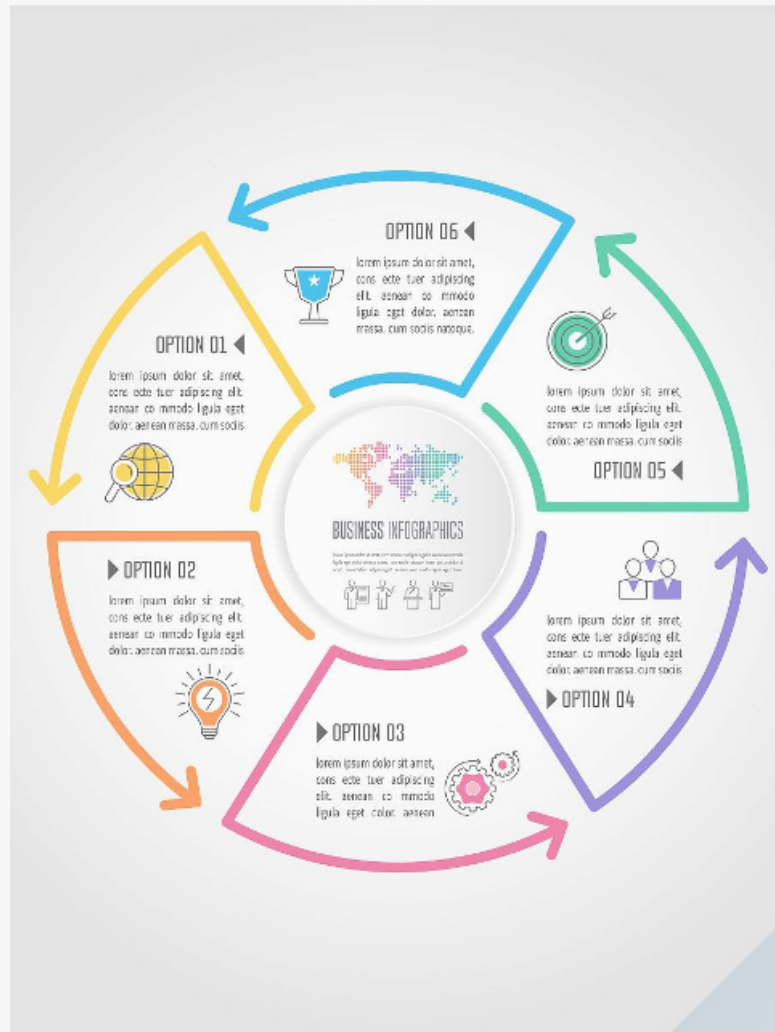 OPTION 06
lorem ipsum dolor sit amet,
cons ecte tuer adipiscing
elit. aenean co mmodo
ligula eget dolor. aenean
massa. cum sociis natoque.
OPTION 01
lorem ipsum dolor sit amet,
cons ecte tuer adipiscing elit.
aenean co mmodo ligula eget
dolor. aenean massa. cum sociis
lorem ipsum dolor sit amet,
cons ecte tuer adipiscing elit.
aenean co mmodo ligula eget
dolor. aenean massa. cum sociis
OPTION 05
BUSINESS INFOGRAPHICS
OPTION 02
lorem ipsum dolor sit amet,
cons ecte tuer adipiscing elit.
aenean co mmodo ligula eget
dolor. aenean massa. cum sociis
lorem ipsum dolor sit amet,
cons ecte tuer adipiscing elit.
aenean co mmodo ligula eget
dolor. aenean massa. cum sociis
OPTION 04
OPTION 03
lorem ipsum dolor sit amet,
cons ecte tuer adipiscing
elit. aenean co mmodo
ligula eget dolor. aenean